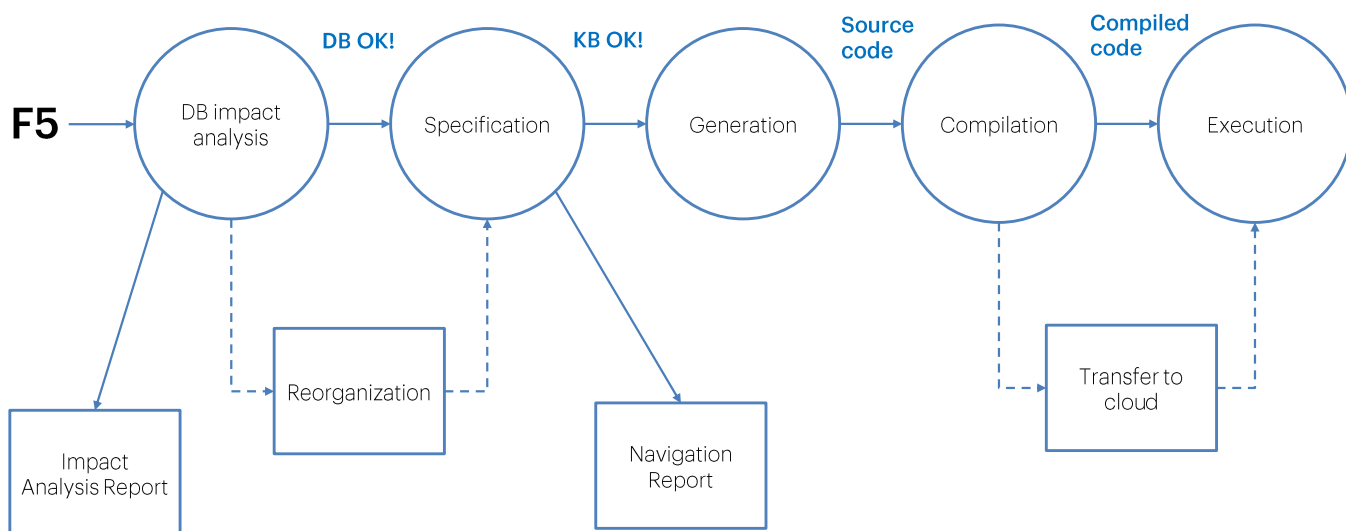 DB OK!
KB OK!
Source
code
Compiled
code
F5
DB impact
analysis
Specification
Generation
Compilation
Execution
Reorganization
Transfer to
cloud
Impact
Analysis Report
Navigation
Report